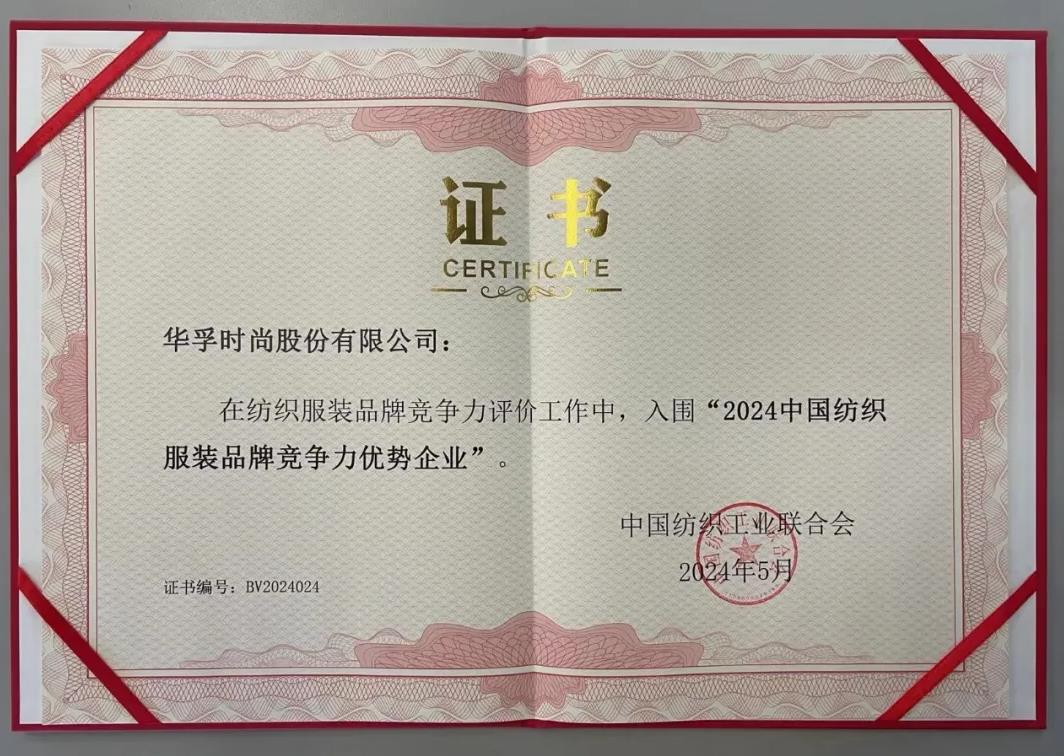 证书
CERTIFICATE
华孚时尚股份有限公司：
在纺织服装品牌竞争力评价工作中，入围“2024中国纺织
服装品牌竞争力优势企业”。
中国纺织工业联合会
2024年5月
证书编号：BV2024024